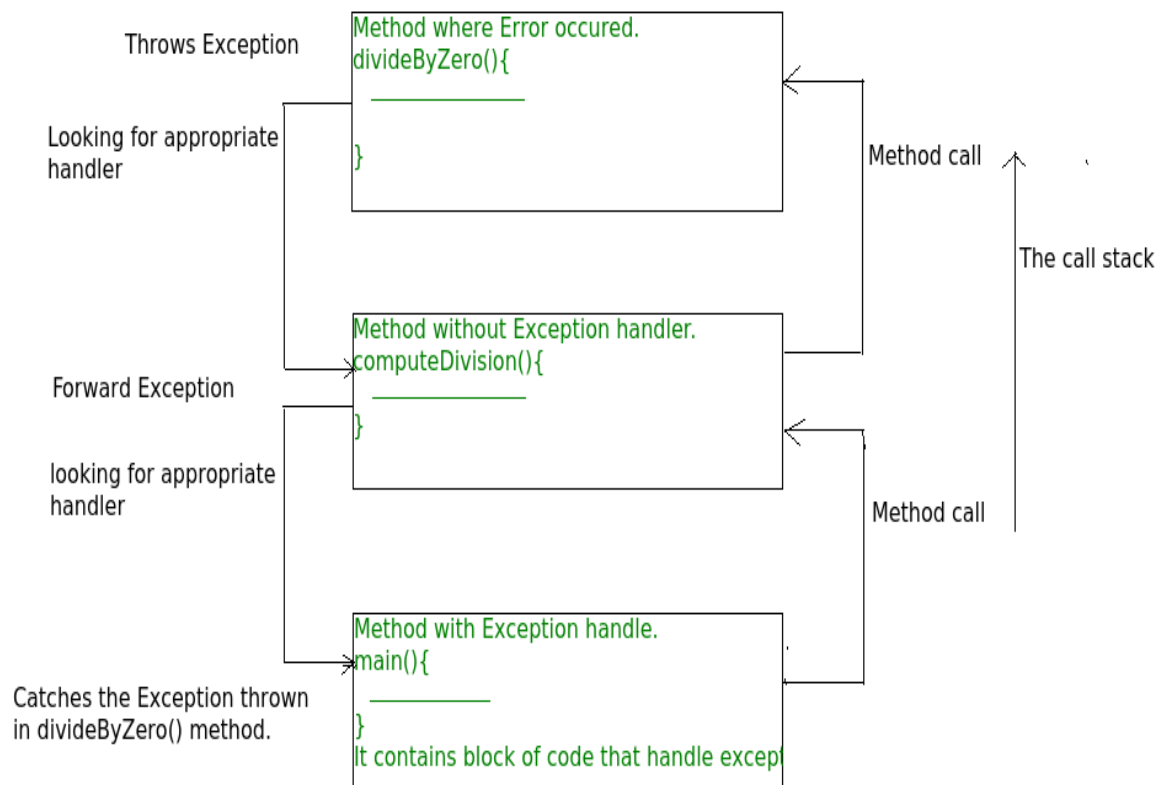 Method where Error occured.
divideByZero(){
}
Throws Exception
Looking for appropriate
handler
Method call
The call stack
Method without Exception handler.
computeDivision(){
}
Forward Exception
looking for appropriate
handler
Method call
Method with Exception handle.
main(){
}
It contains block of code that handle except
Catches the Exception thrown
in divideByZero() method.